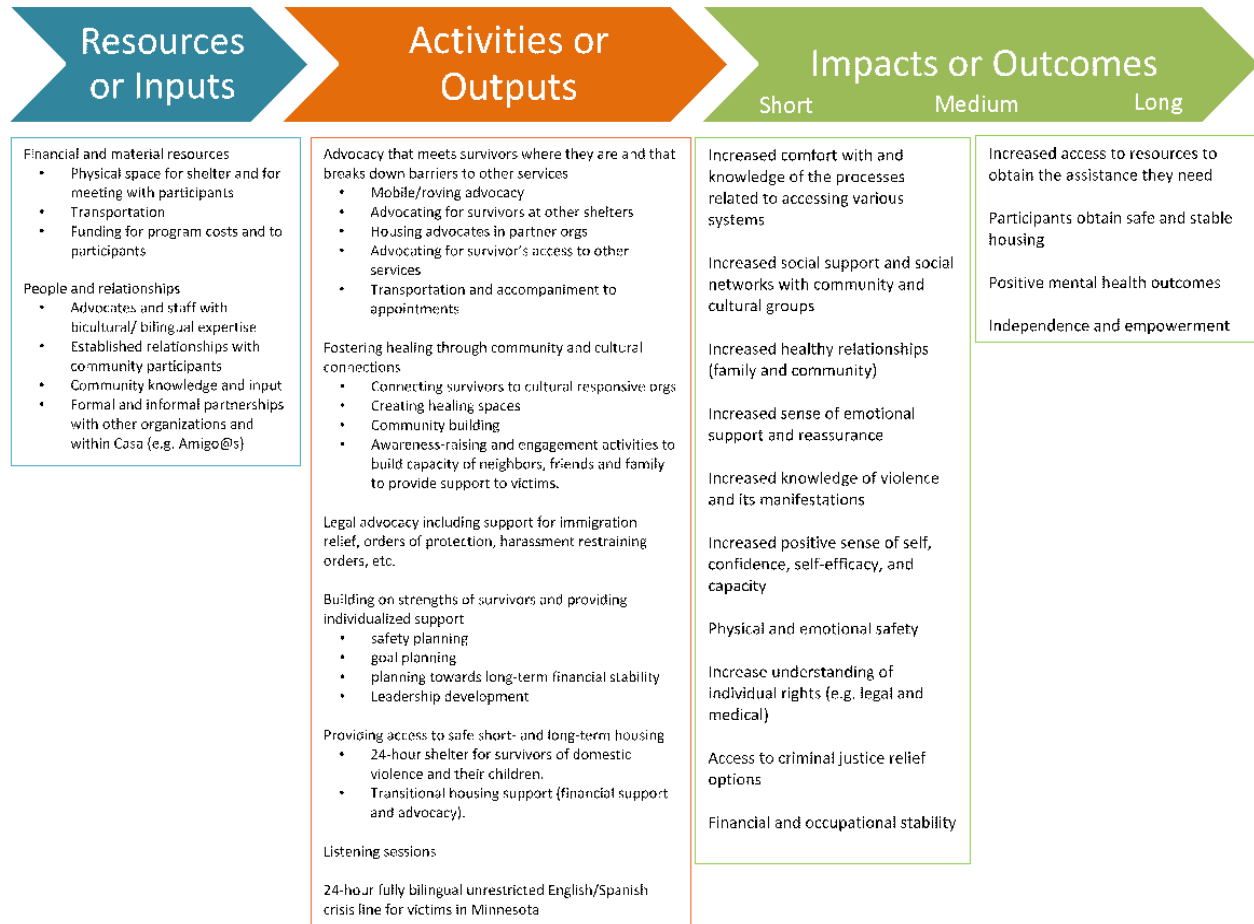 Resources
or Inputs
Activities or
Outputs
Impacts or Outcomes
Short Medium Long
Financial and material resources
• Physical space for shelter and for
meeting with participants
• Transportation
• Funding for program costs and to
participants
People and relationships
• Advocates and staff with
bicultural/ bilingual expertise
• Established relationships with
community participants
• Community knowledge and input
• Formal and informal partnerships
with other organizations and
within Casa (e.g. Amigo@s)
Advocacy that meets survivors where they are and that
breaks down barriers to other services
• Mobile/roving advocacy
• Advocating for survivors at other shelters
• Housing advocates in partner orgs
• Advocating for survivor's access to other
services
• Transportation and accompaniment to
appointments
Fostering healing through community and cultural
connections
• Connecting survivors to cultural responsive orgs
• Creating healing spaces
• Community building
• Awareness-raising and engagement activities to
build capacity of neighbors, friends and family
to provide support to victims.
Legal advocacy including support for immigration
relief, orders of protection, harassment restraining
orders, etc.
Building on strengths of survivors and providing
individualized support
• safety planning
• goal planning
• planning towards long-term financial stability
• Leadership development
Providing access to safe short- and long-term housing
• 24-hour shelter for survivors of domestic
violence and their children.
• Transitional housing support (financial support
and advocacy).
Listening sessions
24-hour fully bilingual unrestricted English/Spanish
crisis line for victims in Minnesota
Increased comfort with and
knowledge of the processes
related to accessing various
systems
Increased social support and social
networks with community and
cultural groups
Increased healthy relationships
(family and community)
Increased sense of emotional
support and reassurance
Increased knowledge of violence
and its manifestations
Increased positive sense of self,
confidence, self-efficacy, and
capacity
Physical and emotional safety
Increase understanding of
individual rights (e.g. legal and
medical)
Access to criminal justice relief
options
Financial and occupational stability
Increased access to resources to
obtain the assistance they need
Participants obtain safe and stable
housing
Positive mental health outcomes
Independence and empowerment